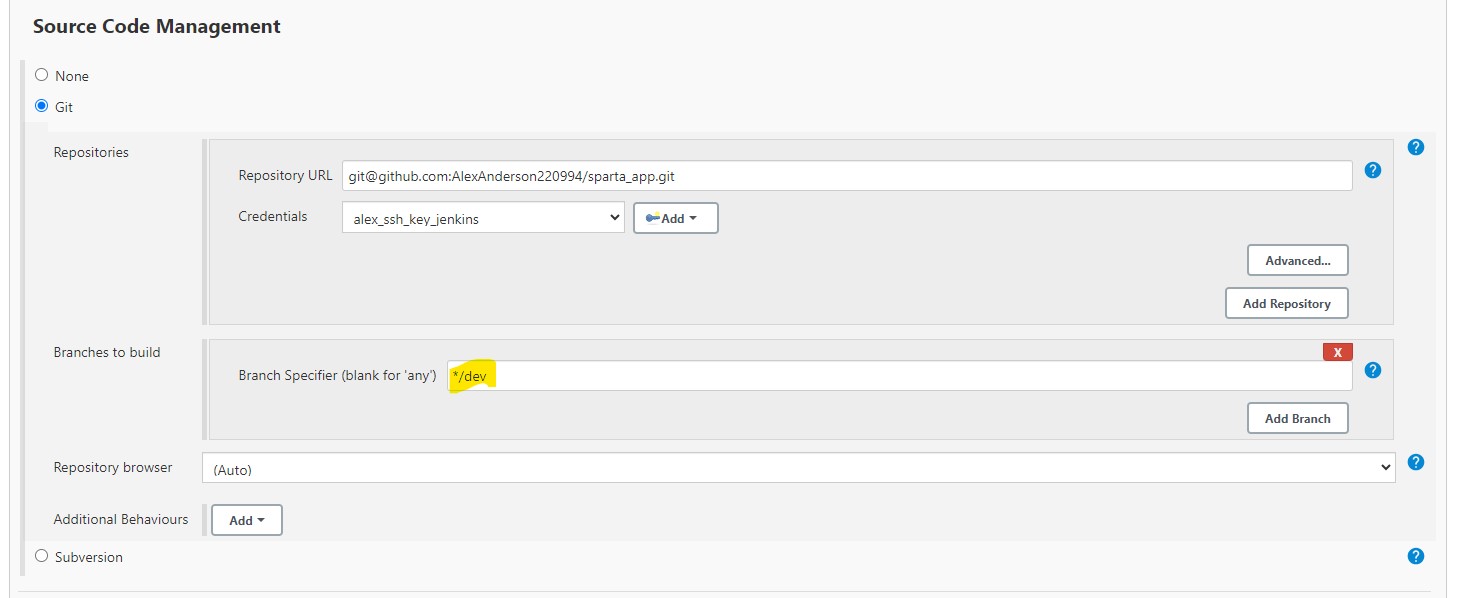 Source Code Management
None
Git
Repositories
?
Repository URL git@github.com:AlexAnderson220994/sparta_app.git ?
Credentials alex_ssh_key_jenkins Add
Advanced...
Add Repository
Branches to build
X
Branch Specifier (blank for 'any') */dev ?
Add Branch
Repository browser (Auto) ?
Additional Behaviours Add
Subversion ?